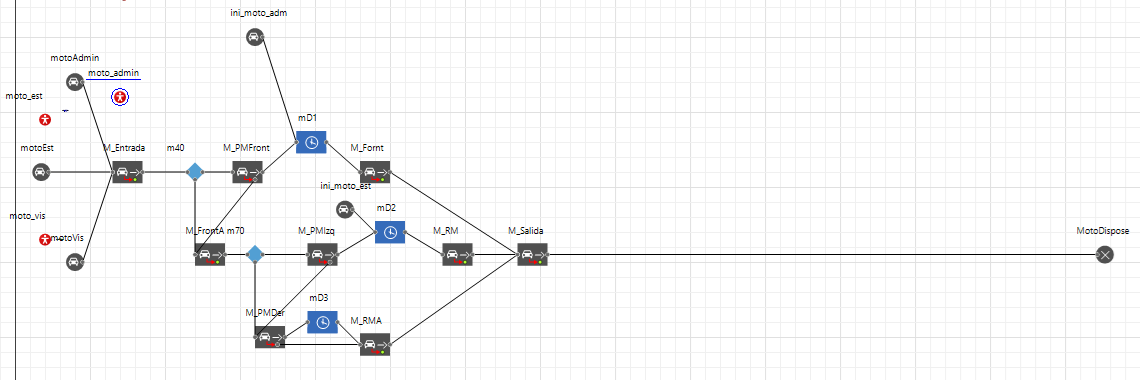 ini_moto_adm
motoAdmin
moto_admin
moto_est
mD1
motoEst
M_Entrada
m40
M_PMFront
M_Fornt
ini_moto_est
moto_vis
mD2
motoVis
M_FrontA
m70
M_PMIzq
M_RM
M_Salida
MotoDispose
mD3
M_PMDer
M_RMA